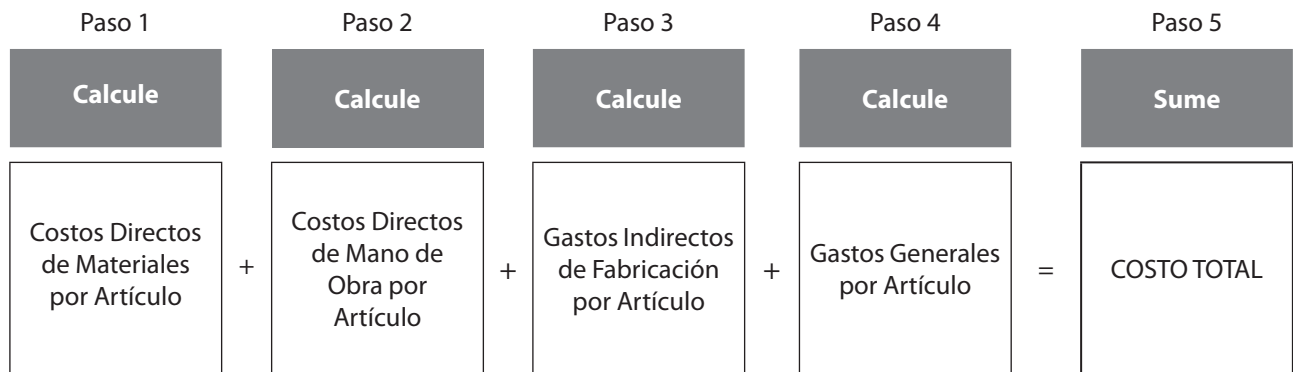 Paso 1
Paso 2
Paso 3
Paso 4
Paso 5
Calcule
Calcule
Calcule
Calcule
Sume
Costos Directos
de Materiales
por Artículo
+
Costos Directos
de Mano de
Obra por
Artículo
+
Gastos Indirectos
de Fabricación
por Artículo
+
Gastos Generales
por Artículo
=
COSTO TOTAL